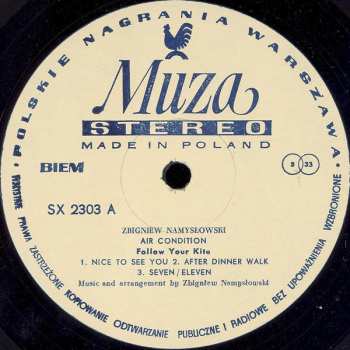 • POLSKIE NAGRANIA WARSZAWA •
Muza
STEREO
MADE IN POLAND
BIEM
S 33
SX 2303 A
ZBIGNIEW NAMYSŁOWSKI
AIR CONDITION
Follow Your Kite
1. NICE TO SEE YOU 2. AFTER DINNER WALK
3. SEVEN/ELEVEN
Music and arrangement by Zbigniew Namysłowski
WSZYSTKIE PRAWA ZASTRZEŻONE KOPIOWANIE ODTWARZANIE PUBLICZNE I RADIOWE BEZ UPOWAŻNIENIA WZBRONIONE